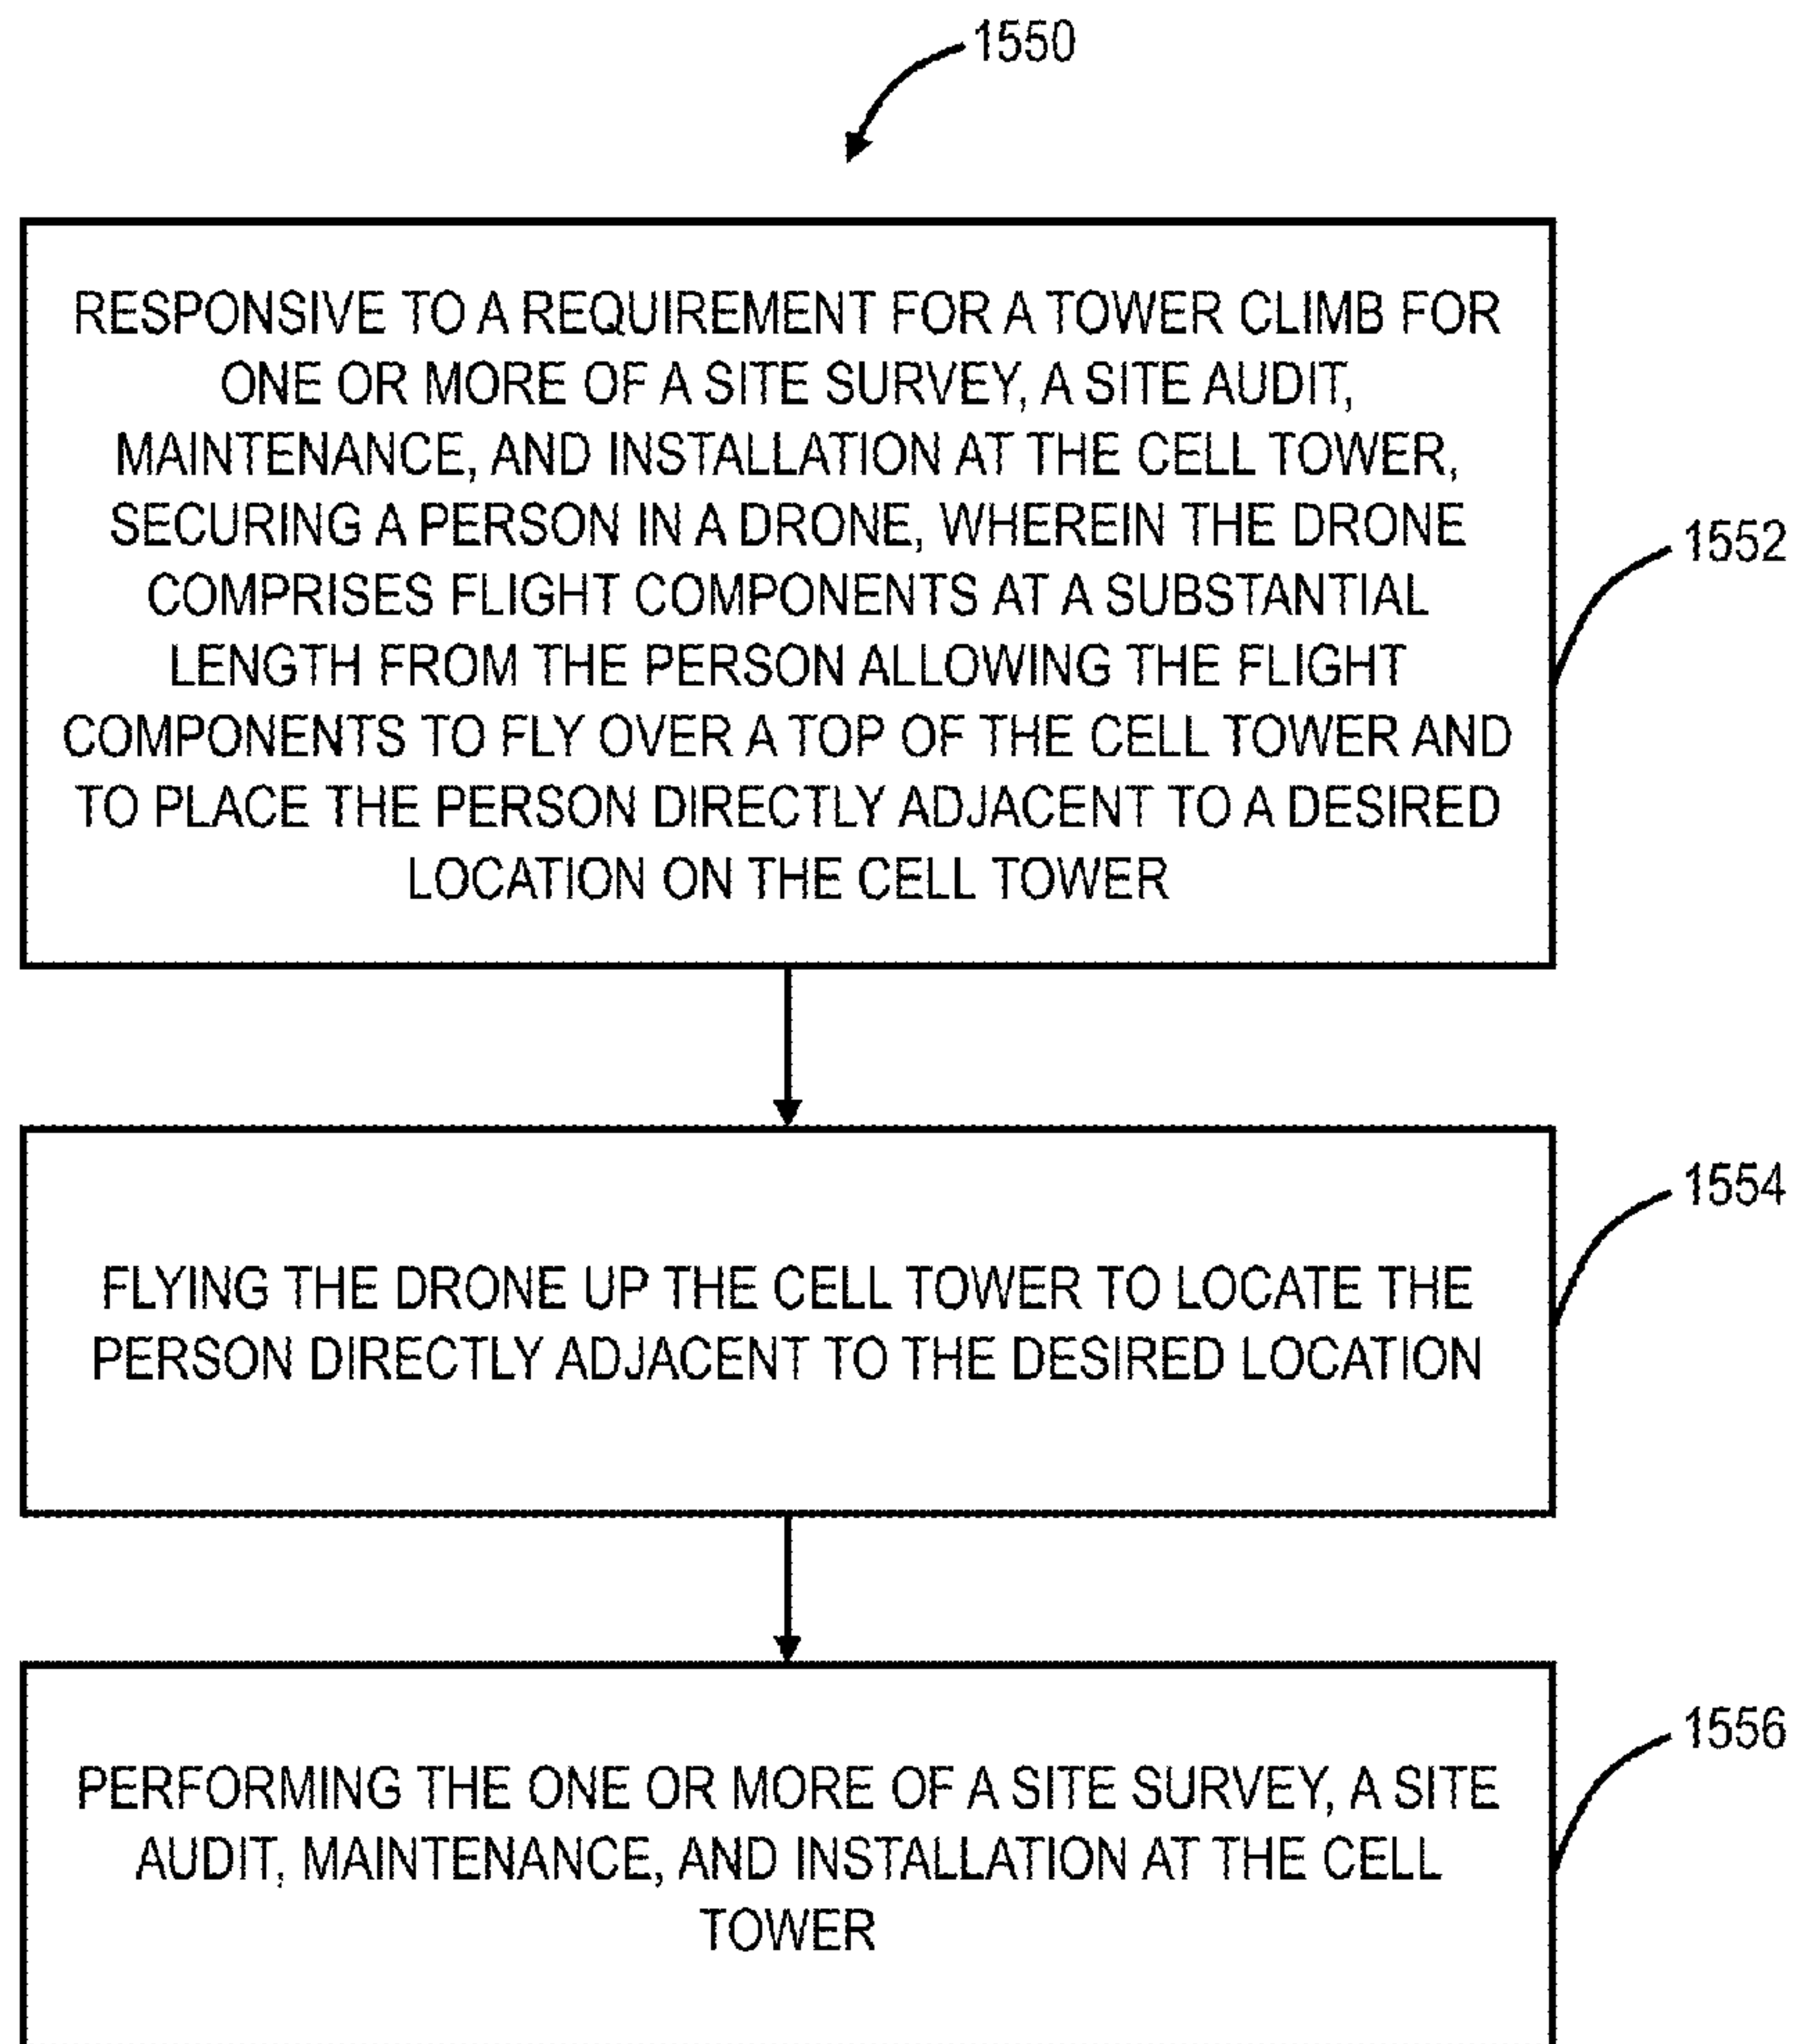 1550
RESPONSIVE TO A REQUIREMENT FOR A TOWER CLIMB FOR
ONE OR MORE OF A SITE SURVEY, A SITE AUDIT,
MAINTENANCE, AND INSTALLATION AT THE CELL TOWER,
SECURING A PERSON IN A DRONE, WHEREIN THE DRONE
COMPRISES FLIGHT COMPONENTS AT A SUBSTANTIAL
LENGTH FROM THE PERSON ALLOWING THE FLIGHT
COMPONENTS TO FLY OVER A TOP OF THE CELL TOWER AND
TO PLACE THE PERSON DIRECTLY ADJACENT TO A DESIRED
LOCATION ON THE CELL TOWER
1552
FLYING THE DRONE UP THE CELL TOWER TO LOCATE THE
PERSON DIRECTLY ADJACENT TO THE DESIRED LOCATION
1554
PERFORMING THE ONE OR MORE OF A SITE SURVEY, A SITE
AUDIT, MAINTENANCE, AND INSTALLATION AT THE CELL
TOWER
1556